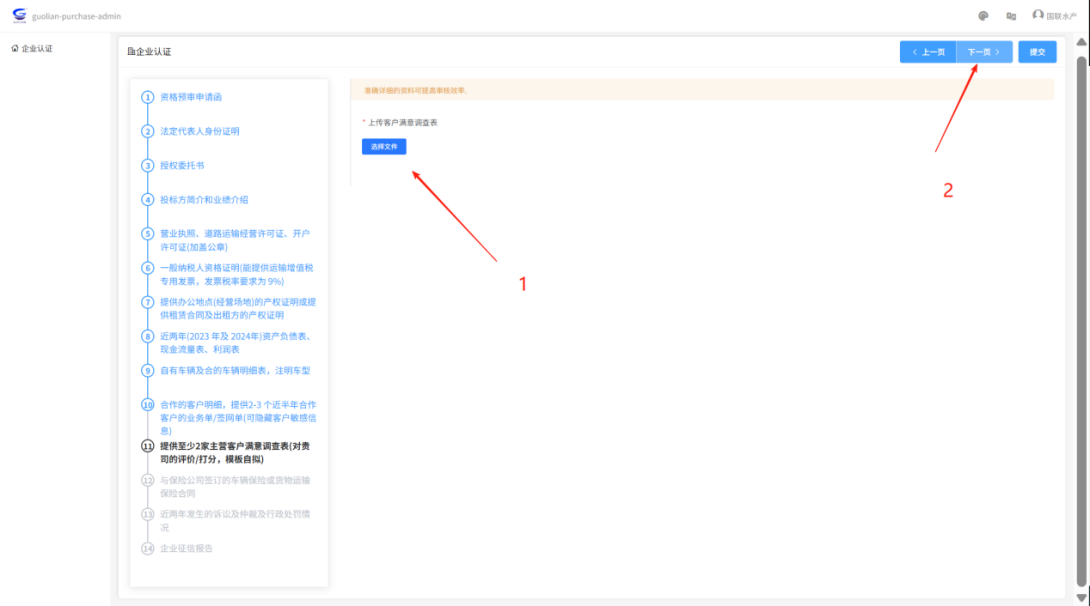 guolian-purchase-admin
国联水产
企业认证
企业认证
上一页
下一页
提交
1 资格预审申请函
2 法定代表人身份证明
3 授权委托书
4 投标方简介和业绩介绍
5 营业执照、道路运输经营许可证、开户
许可证(加盖公章)
6 一般纳税人资格证明(能提供运输增值税
专用发票，发票税率要求为 9%)
7 提供办公地点(经营场地)的产权证明或提
供租赁合同及出租方的产权证明
8 近两年(2023 年及 2024年)资产负债表、
现金流量表、利润表
9 自有车辆及合的车辆明细表，注明车型
10 合作的客户明细，提供2-3 个近半年合作
客户的业务单/签网单(可隐藏客户敏感信
息)
11 提供至少2家主营客户满意调查表(对贵
司的评价/打分，模板自拟)
12 与保险公司签订的车辆保险或货物运输
保险合同
13 近两年发生的诉讼及仲裁及行政处罚情
况
14 企业征信报告
准确详细的资料可提高审核效率。
* 上传客户满意调查表
选择文件
1
2